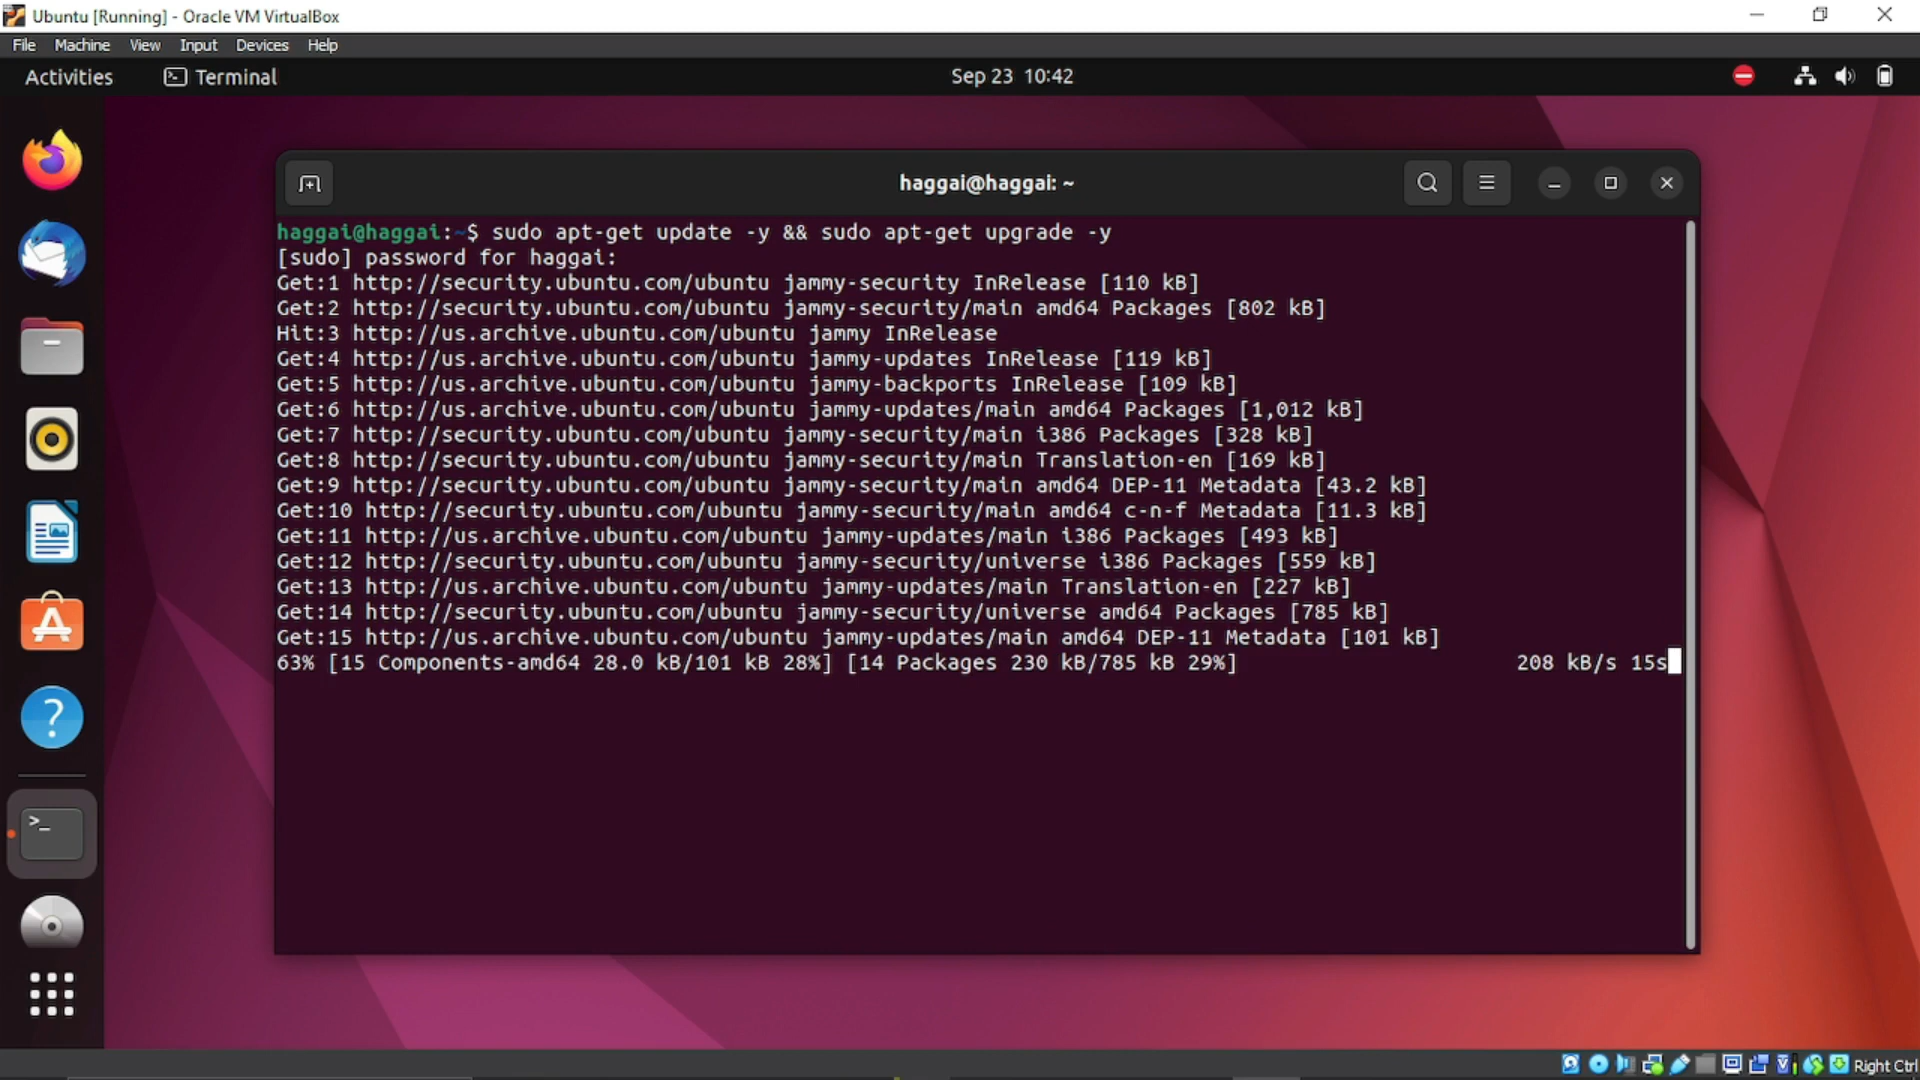 Ubuntu [Running] - Oracle VM VirtualBox
File Machine View Input Devices Help
Activities Terminal Sep 23 10:42
haggai@haggai: ~
haggai@haggai:~$ sudo apt-get update -y && sudo apt-get upgrade -y
[sudo] password for haggai:
Get:1 http://security.ubuntu.com/ubuntu jammy-security InRelease [110 kB]
Get:2 http://security.ubuntu.com/ubuntu jammy-security/main amd64 Packages [802 kB]
Hit:3 http://us.archive.ubuntu.com/ubuntu jammy InRelease
Get:4 http://us.archive.ubuntu.com/ubuntu jammy-updates InRelease [119 kB]
Get:5 http://us.archive.ubuntu.com/ubuntu jammy-backports InRelease [109 kB]
Get:6 http://us.archive.ubuntu.com/ubuntu jammy-updates/main amd64 Packages [1,012 kB]
Get:7 http://security.ubuntu.com/ubuntu jammy-security/main i386 Packages [328 kB]
Get:8 http://security.ubuntu.com/ubuntu jammy-security/main Translation-en [169 kB]
Get:9 http://security.ubuntu.com/ubuntu jammy-security/main amd64 DEP-11 Metadata [43.2 kB]
Get:10 http://security.ubuntu.com/ubuntu jammy-security/main amd64 c-n-f Metadata [11.3 kB]
Get:11 http://us.archive.ubuntu.com/ubuntu jammy-updates/main i386 Packages [493 kB]
Get:12 http://security.ubuntu.com/ubuntu jammy-security/universe i386 Packages [559 kB]
Get:13 http://us.archive.ubuntu.com/ubuntu jammy-updates/main Translation-en [227 kB]
Get:14 http://security.ubuntu.com/ubuntu jammy-security/universe amd64 Packages [785 kB]
Get:15 http://us.archive.ubuntu.com/ubuntu jammy-updates/main amd64 DEP-11 Metadata [101 kB]
63% [15 Components-amd64 28.0 kB/101 kB 28%] [14 Packages 230 kB/785 kB 29%] 208 kB/s 15s
Right Ctrl